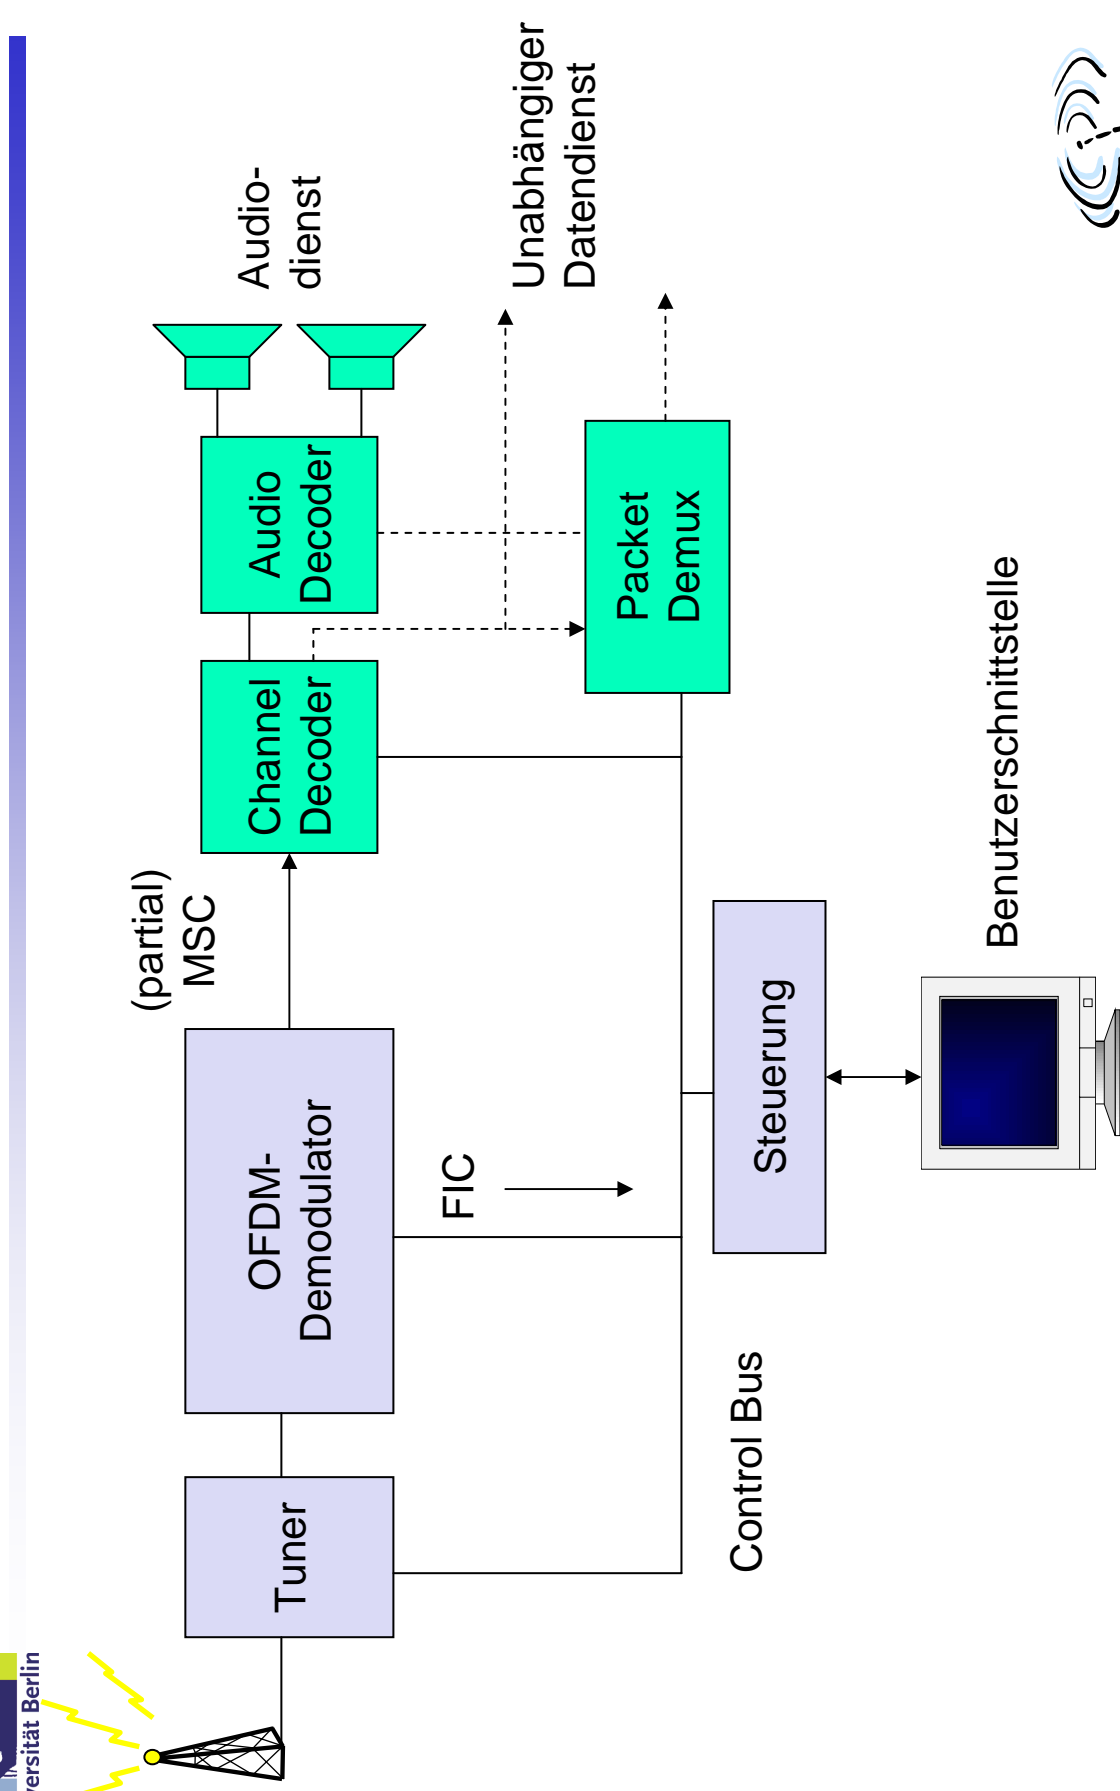 Audio-
dienst
Unabhängiger
Datendienst
(partial)
MSC
Tuner
OFDM-
Demodulator
Channel
Decoder
Audio
Decoder
FIC
Packet
Demux
Control Bus
Steuerung
Benutzerschnittstelle
Berlin